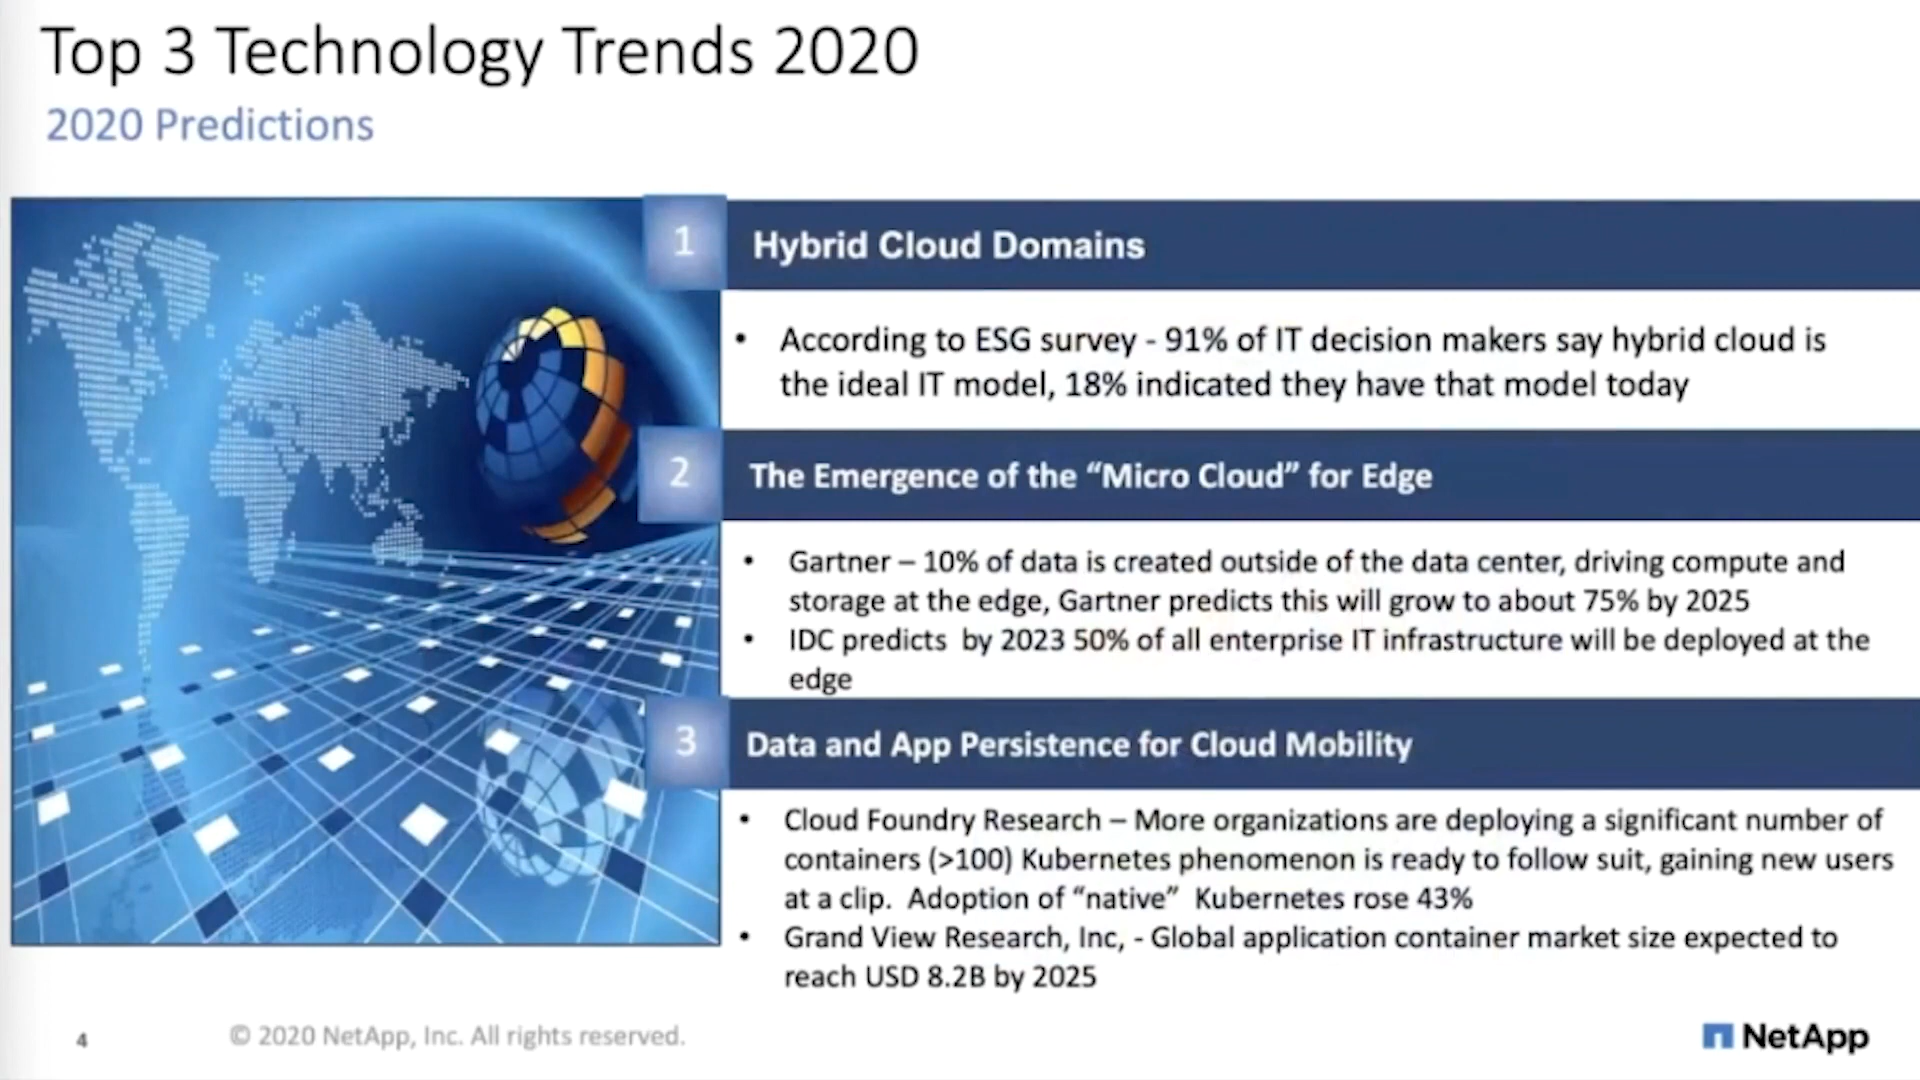 Top 3 Technology Trends 2020
2020 Predictions
1
Hybrid Cloud Domains
• According to ESG survey - 91% of IT decision makers say hybrid cloud is
the ideal IT model, 18% indicated they have that model today
2
The Emergence of the “Micro Cloud” for Edge
• Gartner – 10% of data is created outside of the data center, driving compute and
storage at the edge, Gartner predicts this will grow to about 75% by 2025
• IDC predicts  by 2023 50% of all enterprise IT infrastructure will be deployed at the
edge
3
Data and App Persistence for Cloud Mobility
• Cloud Foundry Research – More organizations are deploying a significant number of
containers (>100) Kubernetes phenomenon is ready to follow suit, gaining new users
at a clip.  Adoption of “native”  Kubernetes rose 43%
• Grand View Research, Inc, - Global application container market size expected to
reach USD 8.2B by 2025
4
© 2020 NetApp, Inc. All rights reserved.
NetApp